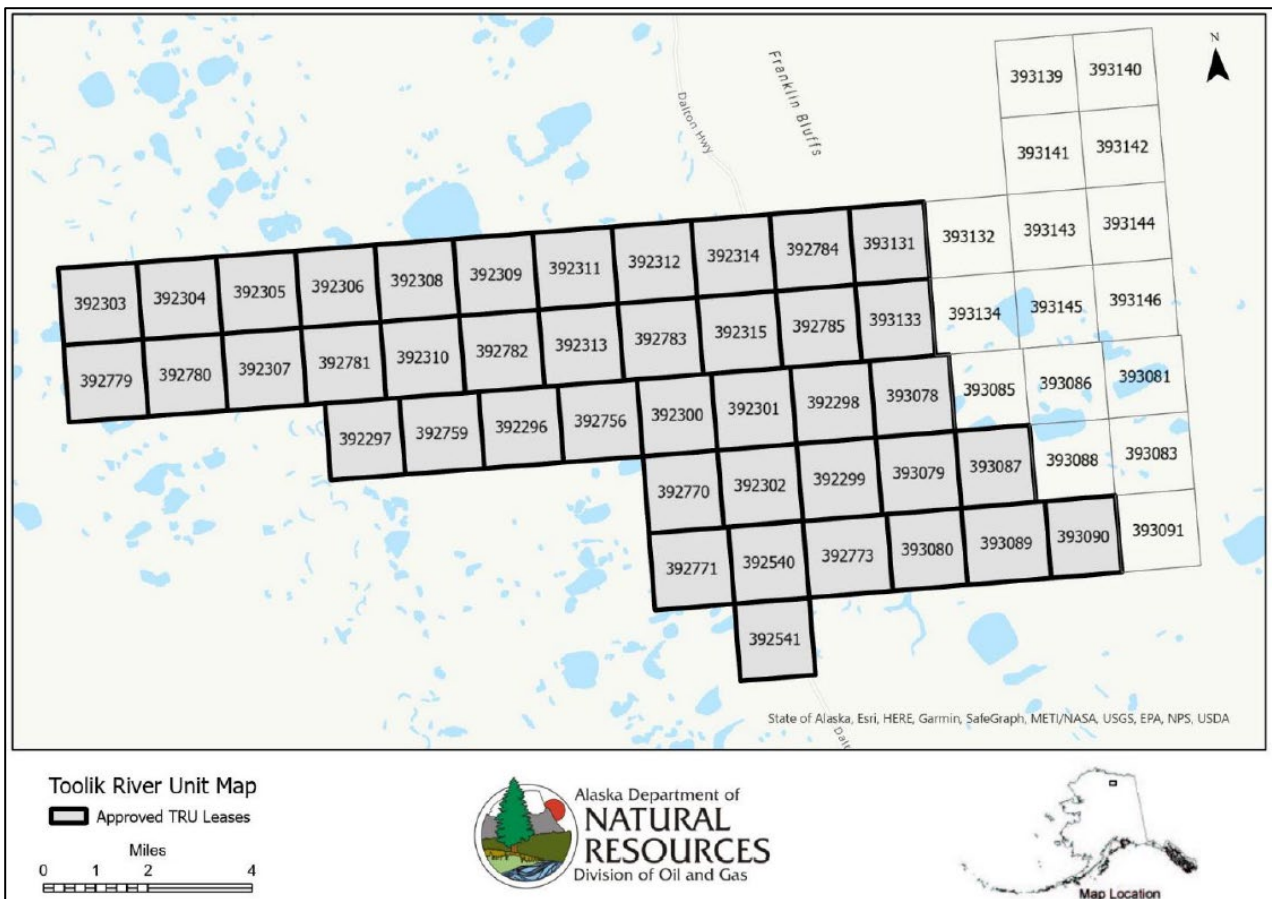 N
393139 393140
Franklin Bluffs
Dalton Hwy
393141 393142
393132 393143 393144
392303 392304 392305 392306 392308 392309 392311 392312 392314 392784 393131
393134 393145 393146
392779 392780 392307 392781 392310 392782 392313 392783 392315 392785 393133
393085 393086 393081
392297 392759 392296 392756 392300 392301 392298 393078
393088 393083
392770 392302 392299 393079 393087
393091
392771 392540 392773 393080 393089 393090
392541
State of Alaska, Esri, HERE, Garmin, SafeGraph, METI/NASA, USGS, EPA, NPS, USDA
Toolik River Unit Map
Approved TRU Leases
Miles
0 1 2 4
Alaska Department of
NATURAL
RESOURCES
Division of Oil and Gas
Map Location